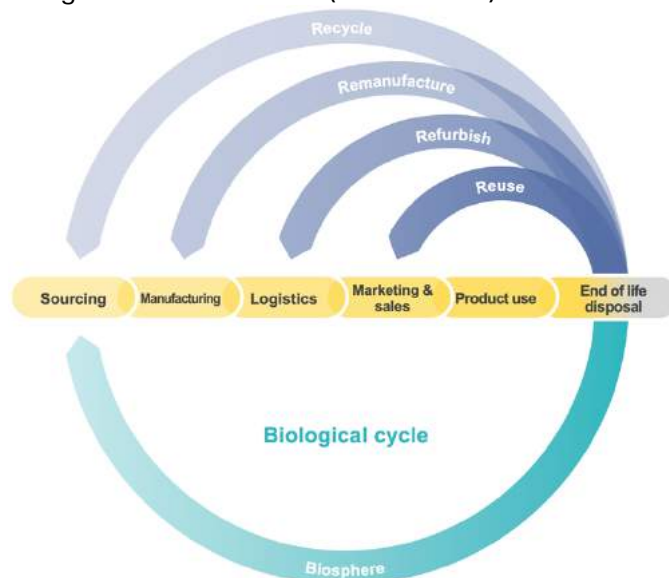 Recycle
Remanufacture
Refurbish
Reuse
Sourcing
Manufacturing
Logistics
Marketing &
sales
Product use
End of life
disposal
Biological cycle
Biosphere